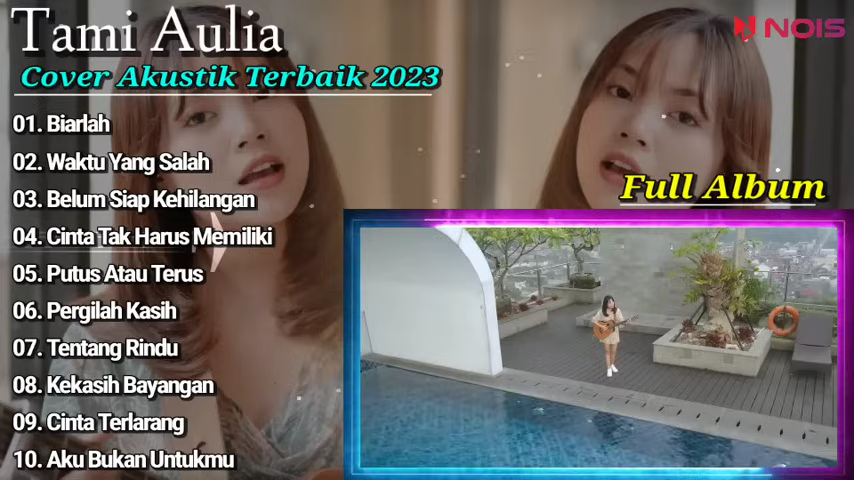 Tami Aulia
NOIS
Cover Akustik Terbaik 2023
01. Biarlah
02. Waktu Yang Salah
Full Album
03. Belum Siap Kehilangan
04. Cinta Tak Harus Memiliki
05. Putus Atau Terus
06. Pergilah Kasih
07. Tentang Rindu
08. Kekasih Bayangan
09. Cinta Terlarang
10. Aku Bukan Untukmu